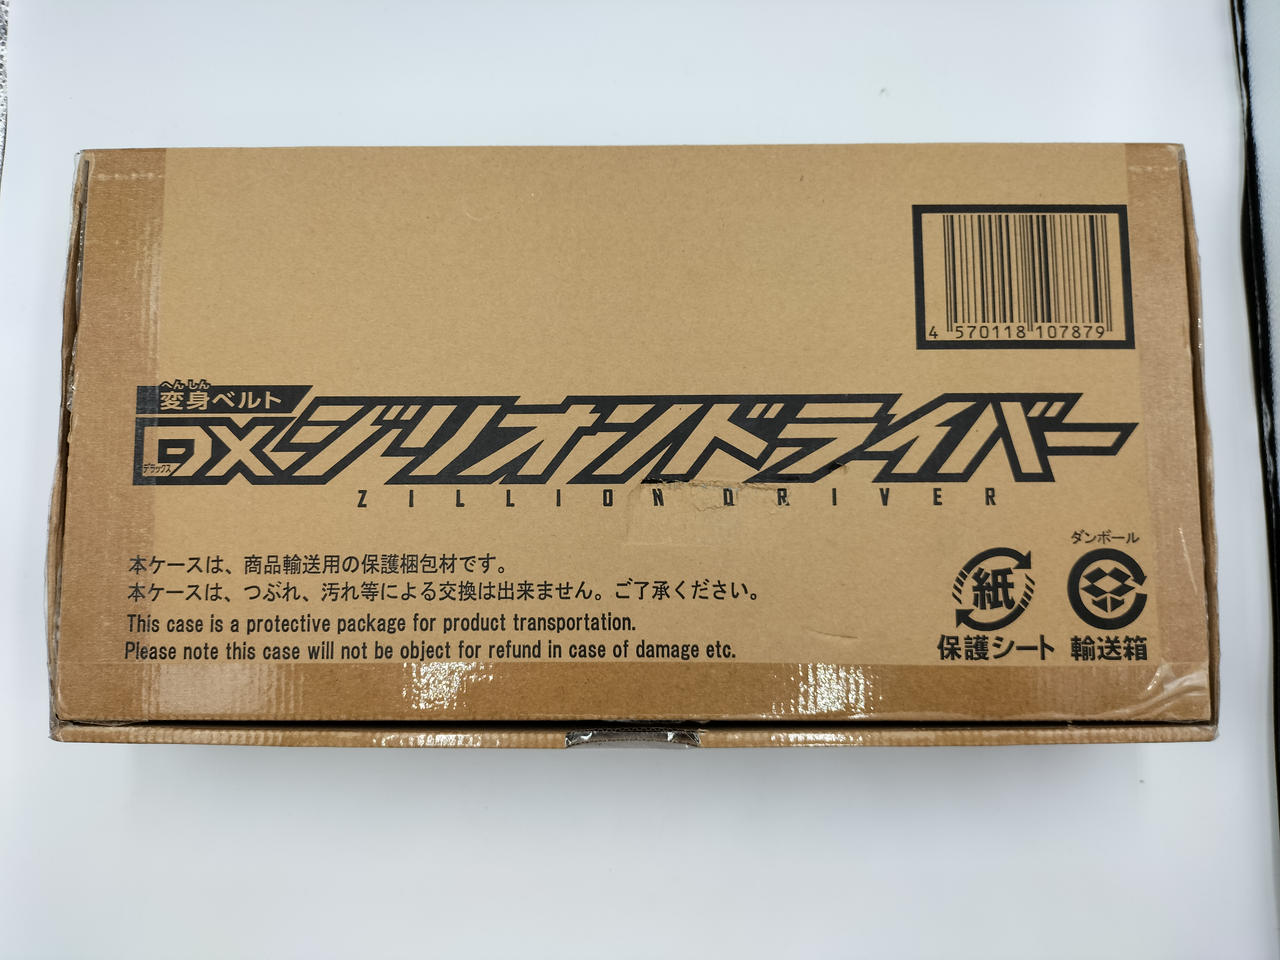 4 570118 107879
へんしん
変身ベルト
DXジリオンドライバー
デラックス
ZILLION DRIVER
本ケースは、商品輸送用の保護梱包材です。
本ケースは、つぶれ、汚れ等による交換は出来ません。ご了承ください。
This case is a protective package for product transportation.
Please note this case will not be object for refund in case of damage etc.
紙
保護シート
ダンボール
輸送箱